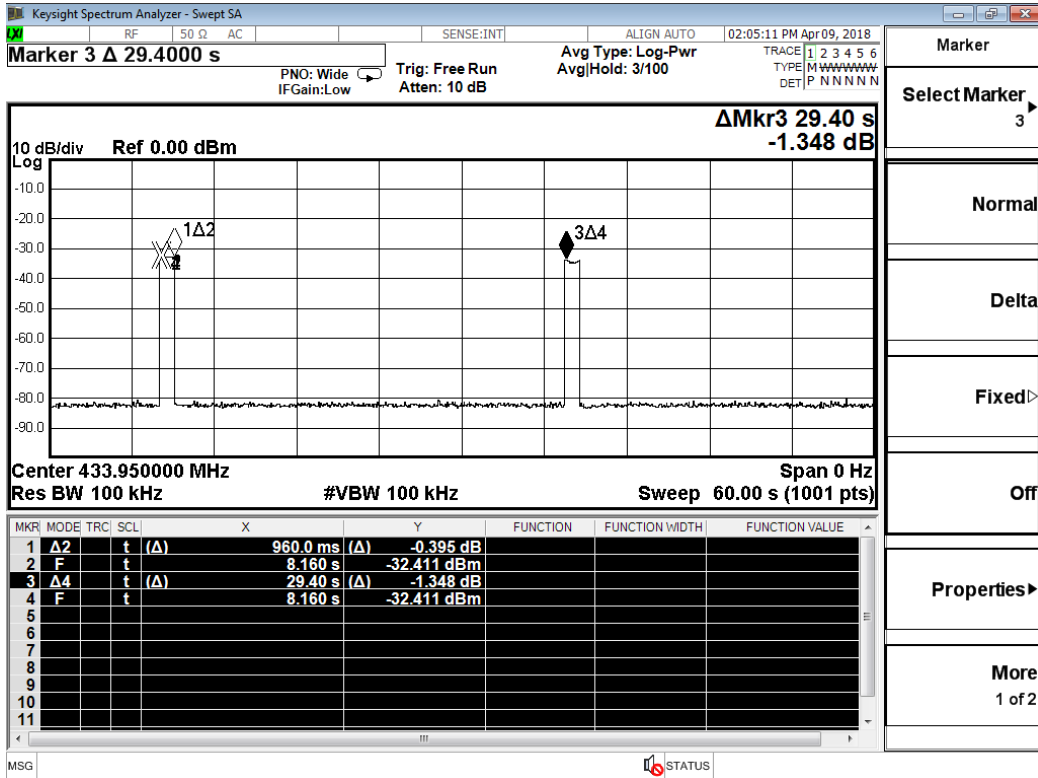 Keysight Spectrum Analyzer - Swept SA
LXI RF 50 Ω AC SENSE:INT ALIGN AUTO 02:05:11 PM Apr 09, 2018
Marker 3 Δ 29.4000 s
PNO: Wide
IFGain:Low
Trig: Free Run
Atten: 10 dB
Avg Type: Log-Pwr
Avg|Hold: 3/100
TRACE 1 2 3 4 5 6
TYPE M WWWWW
DET P N N N N N
ΔMkr3 29.40 s
-1.348 dB
10 dB/div Ref 0.00 dBm
Log
-10.0
-20.0
-30.0
-40.0
-50.0
-60.0
-70.0
-80.0
-90.0
1Δ2
3Δ4
Center 433.950000 MHz Span 0 Hz
Res BW 100 kHz #VBW 100 kHz Sweep 60.00 s (1001 pts)
MKR MODE TRC SCL X Y FUNCTION FUNCTION WIDTH FUNCTION VALUE
1 Δ2 t (Δ) 960.0 ms (Δ) -0.395 dB
2 F t 8.160 s -32.411 dBm
3 Δ4 t (Δ) 29.40 s (Δ) -1.348 dB
4 F t 8.160 s -32.411 dBm
5
6
7
8
9
10
11
MSG STATUS
Marker
Select Marker
3
Normal
Delta
Fixed
Off
Properties
More
1 of 2